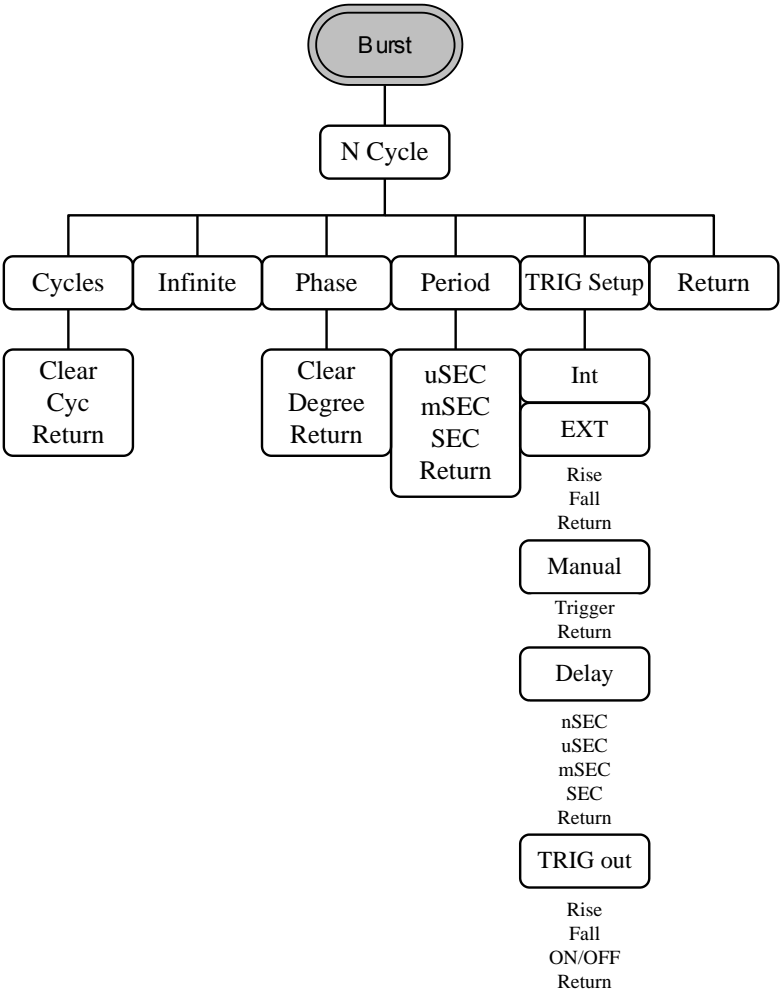 Burst
N Cycle
Cycles
Infinite
Phase
Period
TRIG Setup
Return
Clear
Cyc
Return
Clear
Degree
Return
uSEC
mSEC
SEC
Return
Int
EXT
Rise
Fall
Return
Manual
Trigger
Return
Delay
nSEC
uSEC
mSEC
SEC
Return
TRIG out
Rise
Fall
ON/OFF
Return